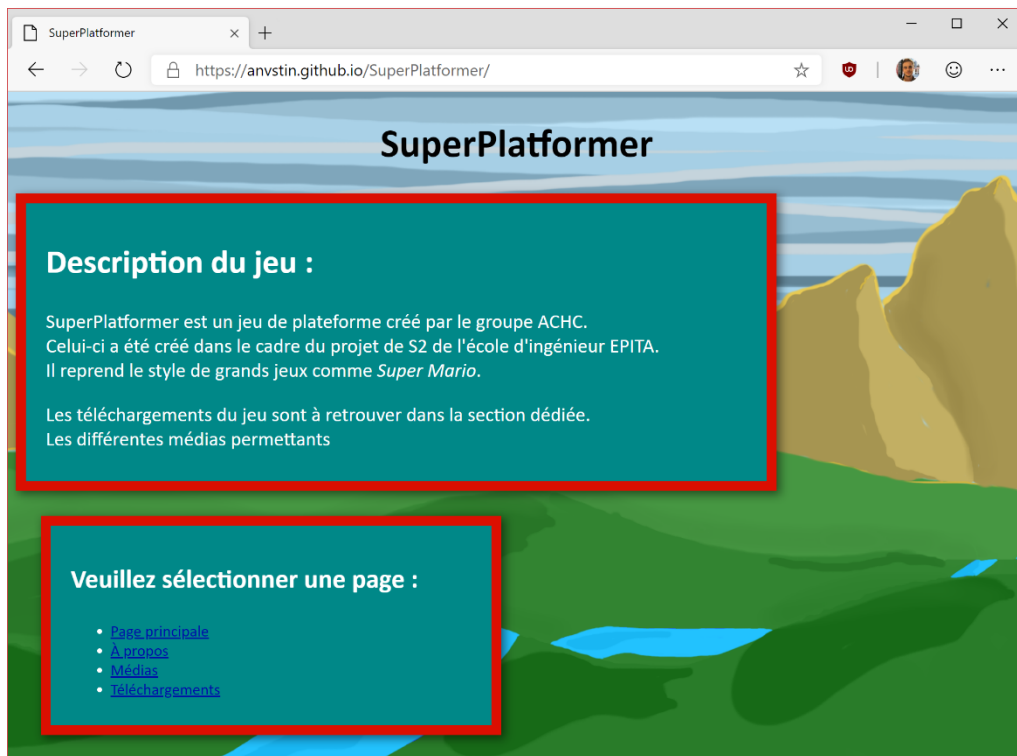 SuperPlatformer
https://anvstin.github.io/SuperPlatformer/
SuperPlatformer
Description du jeu :
SuperPlatformer est un jeu de plateforme créé par le groupe ACHC.
Celui-ci a été créé dans le cadre du projet de S2 de l'école d'ingénieur EPITA.
Il reprend le style de grands jeux comme Super Mario.
Les téléchargements du jeu sont à retrouver dans la section dédiée.
Les différentes médias permettants
Veuillez sélectionner une page :
Page principale
À propos
Médias
Téléchargements